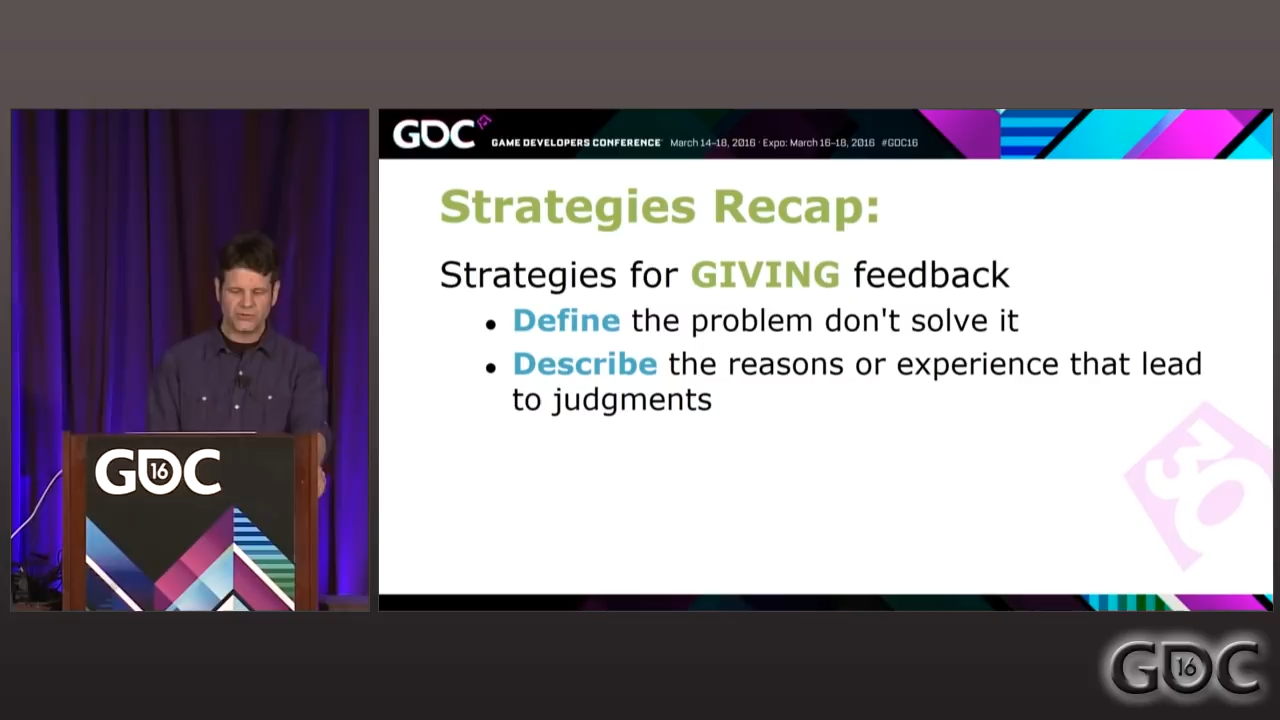 GDC
GAME DEVELOPERS CONFERENCE March 14-18, 2016 · Expo: March 16-18, 2016 #GDC16
Strategies Recap:
Strategies for GIVING feedback
• Define the problem don't solve it
• Describe the reasons or experience that lead
to judgments
30
GDC 16
GDC 16